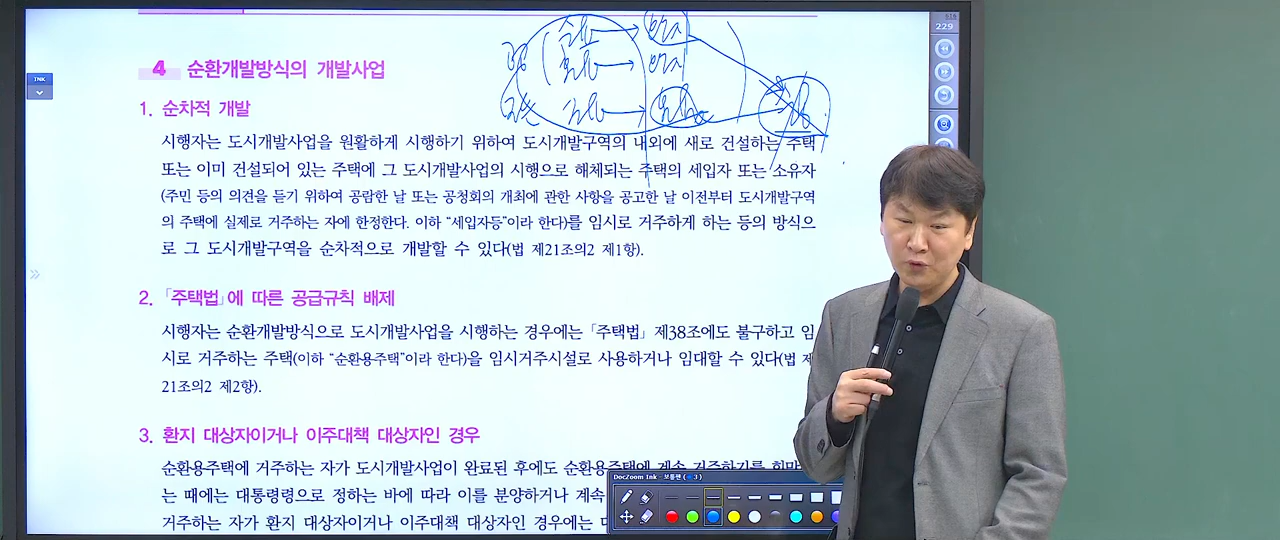 229
INK
4 순환개발방식의 개발사업
1. 순차적 개발
시행자는 도시개발사업을 원활하게 시행하기 위하여 도시개발구역의 내외에 새로 건설하는 주택
또는 이미 건설되어 있는 주택에 그 도시개발사업의 시행으로 해체되는 주택의 세입자 또는 소유자
(주민 등의 의견을 듣기 위하여 공람한 날 또는 공청회의 개최에 관한 사항을 공고한 날 이전부터 도시개발구역
의 주택에 실제로 거주하는 자에 한정한다. 이하 “세입자등”이라 한다)를 임시로 거주하게 하는 등의 방식으
로 그 도시개발구역을 순차적으로 개발할 수 있다(법 제21조의2 제1항).
2. 「주택법」에 따른 공급규칙 배제
시행자는 순환개발방식으로 도시개발사업을 시행하는 경우에는 「주택법」 제38조에도 불구하고 임
시로 거주하는 주택(이하 “순환용주택”이라 한다)을 임시거주시설로 사용하거나 임대할 수 있다(법 제
21조의2 제2항).
3. 환지 대상자이거나 이주대책 대상자인 경우
순환용주택에 거주하는 자가 도시개발사업이 완료된 후에도 순환용주택에 계속 거주하기를 희망
는 때에는 대통령령으로 정하는 바에 따라 이를 분양하거나 계속
거주하는 자가 환지 대상자이거나 이주대책 대상자인 경우에는
DocZoom Ink - 보통펜 ( 3 )